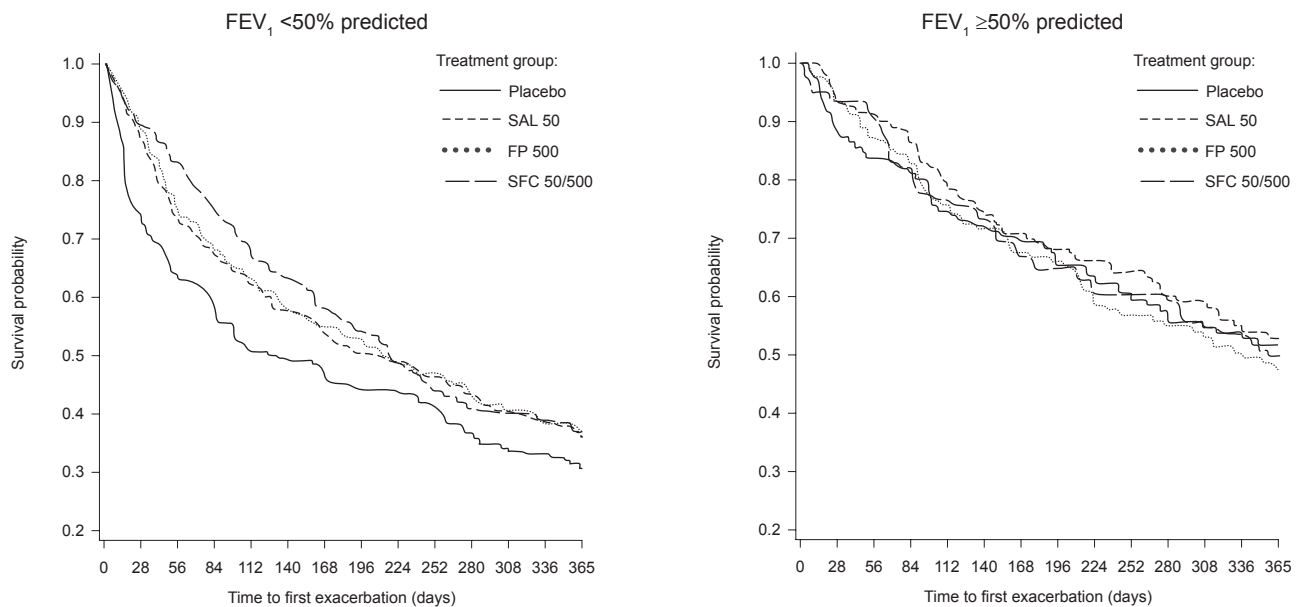 FEV1 <50% predicted
Treatment group:
Placebo
SAL 50
FP 500
SFC 50/500
Survival probability
1.0
0.9
0.8
0.7
0.6
0.5
0.4
0.3
0.2
0 28 56 84 112 140 168 196 224 252 280 308 336 365
Time to first exacerbation (days)
FEV1 ≥50% predicted
Treatment group:
Placebo
SAL 50
FP 500
SFC 50/500
Survival probability
1.0
0.9
0.8
0.7
0.6
0.5
0.4
0.3
0.2
0 28 56 84 112 140 168 196 224 252 280 308 336 365
Time to first exacerbation (days)